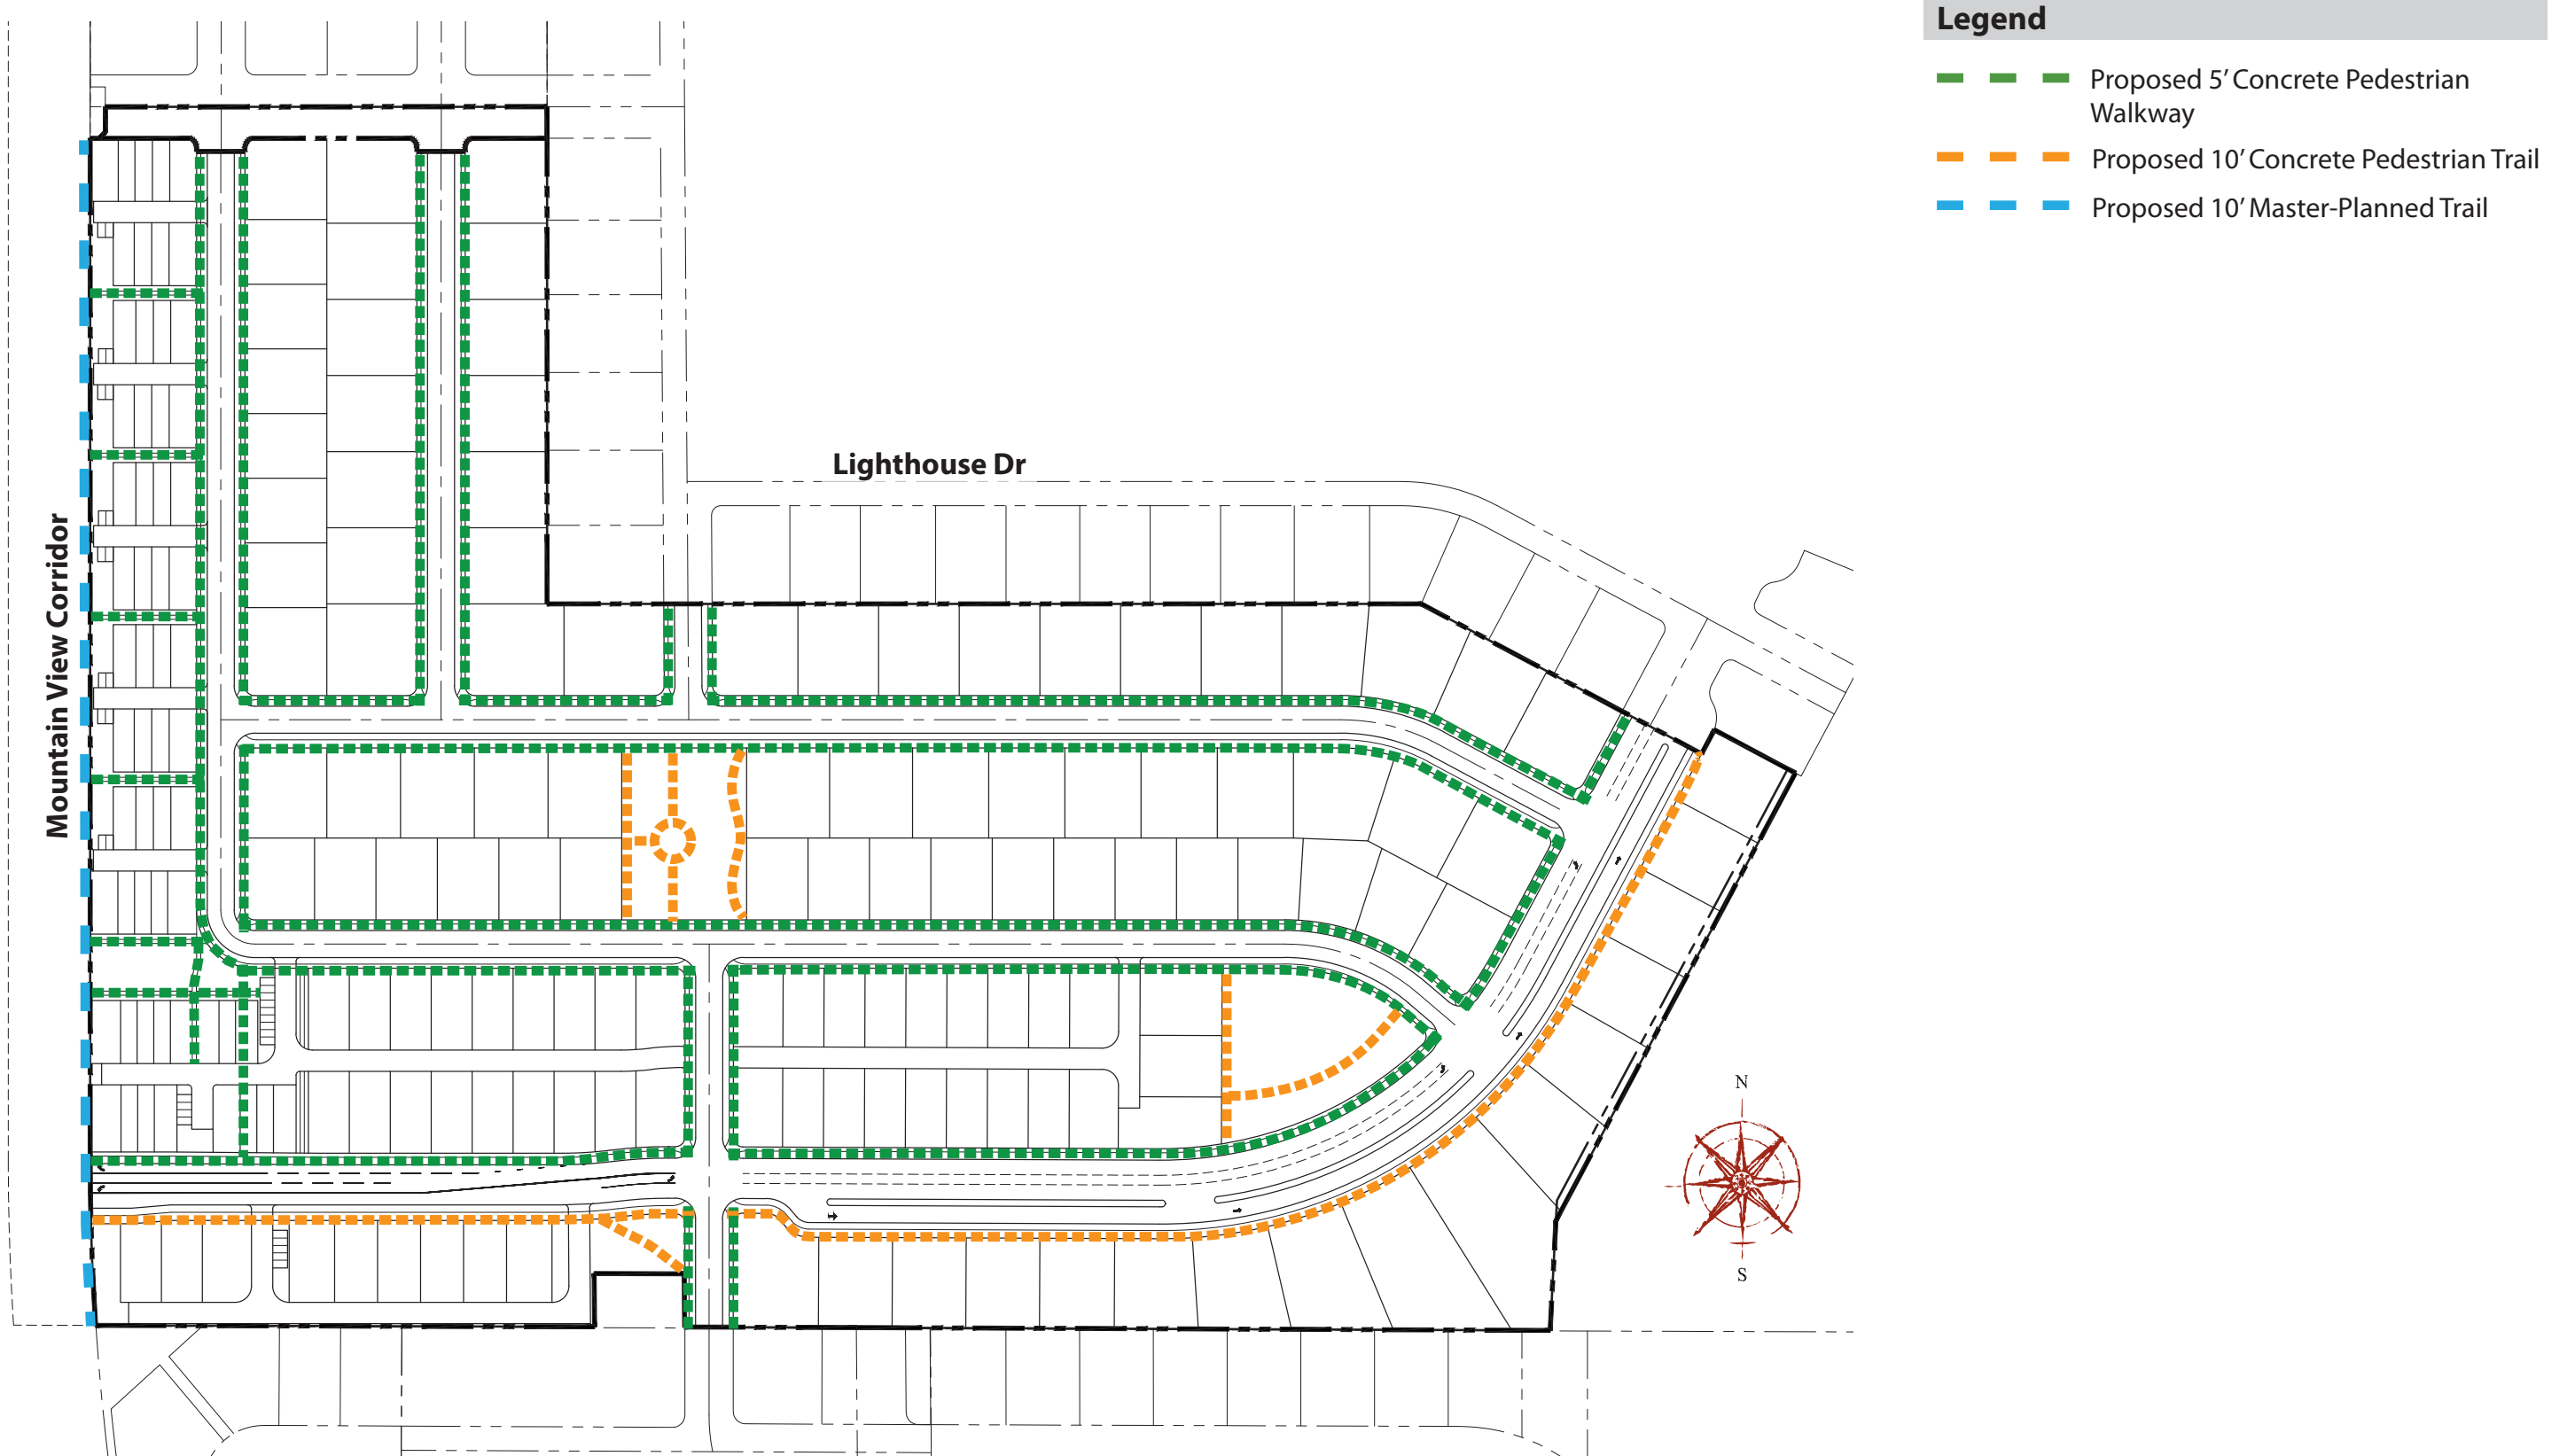 Legend
Proposed 5’ Concrete Pedestrian
Walkway
Proposed 10’ Concrete Pedestrian Trail
Proposed 10’ Master-Planned Trail
Lighthouse Dr
Mountain View Corridor
N
S